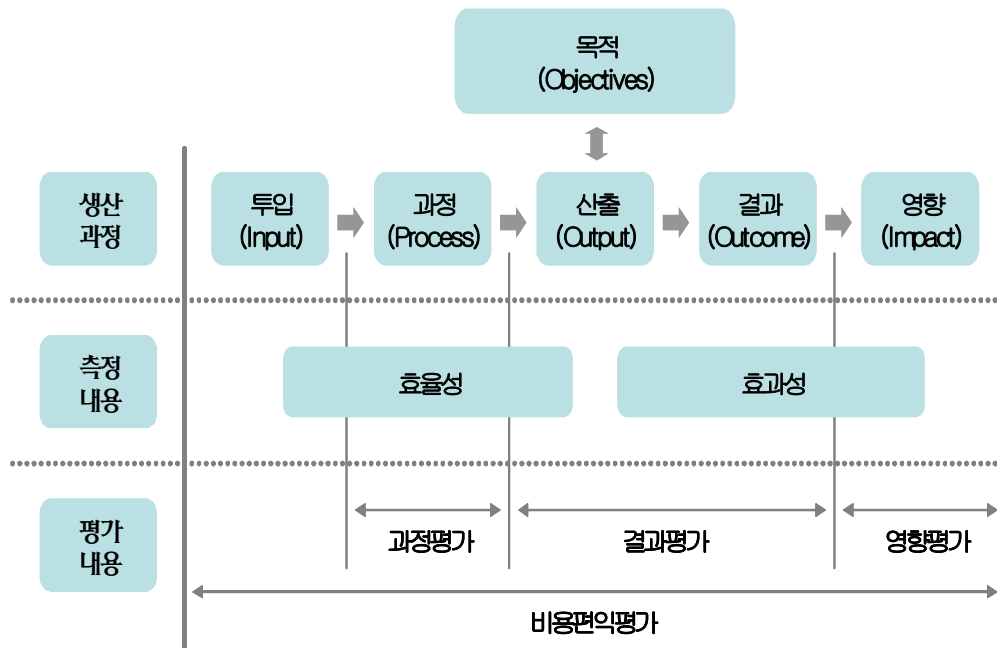 목적
(Objectives)
생산
과정
투입
(Input)
과정
(Process)
산출
(Output)
결과
(Outcome)
영향
(Impact)
측정
내용
효율성
효과성
평가
내용
과정평가
결과평가
영향평가
비용편익평가